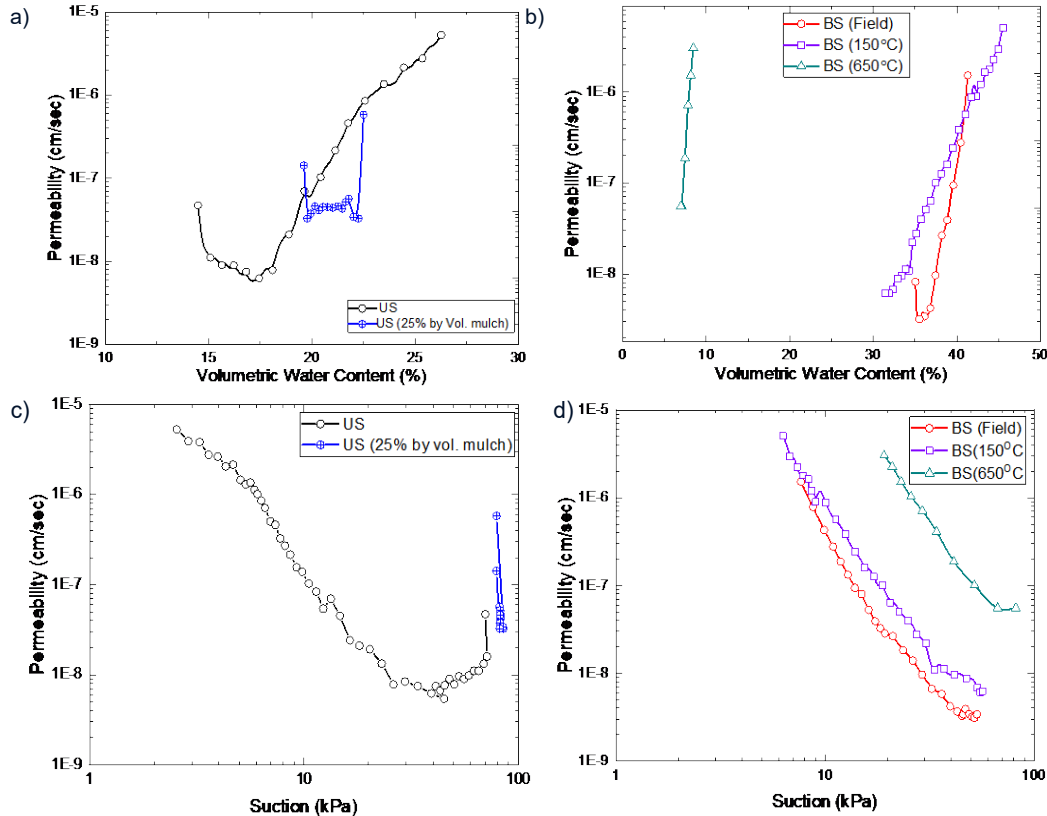 a)
1E-5
1E-6
1E-7
1E-8
1E-9
Permeability (cm/sec)
US
US (25% by Vol. mulch)
10 15 20 25 30
Volumetric Water Content (%)
b)
1E-6
1E-7
1E-8
Permeability (cm/sec)
BS (Field)
BS (150°C)
BS (650°C)
0 10 20 30 40 50
Volumetric Water Content (%)
c)
1E-5
1E-6
1E-7
1E-8
1E-9
Permeability (cm/sec)
US
US (25% by vol. mulch)
1 10 100
Suction (kPa)
d)
1E-5
1E-6
1E-7
1E-8
1E-9
Permeability (cm/sec)
BS (Field)
BS(150⁰C
BS(650⁰C
1 10 100
Suction (kPa)